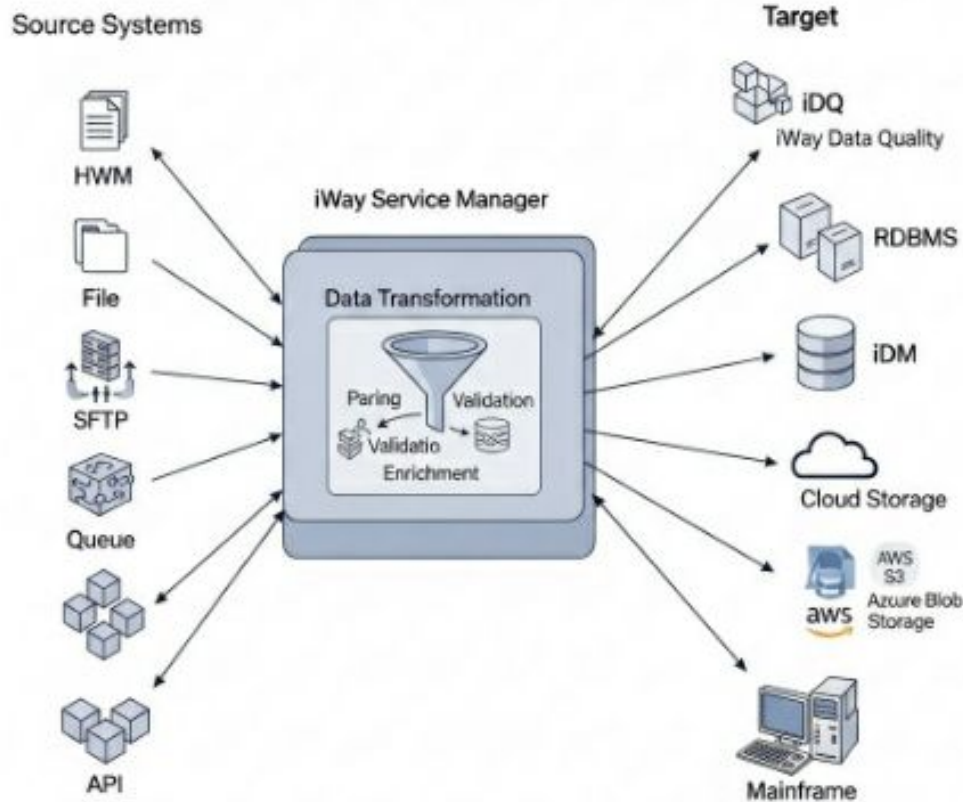 Source Systems
HWM
File
SFTP
Queue
API
iWay Service Manager
Data Transformation
Paring
Validation
Validatio
Enrichment
Target
iDQ
iWay Data Quality
RDBMS
iDM
Cloud Storage
AWS
S3
aws
Azure Blob
Storage
Mainframe